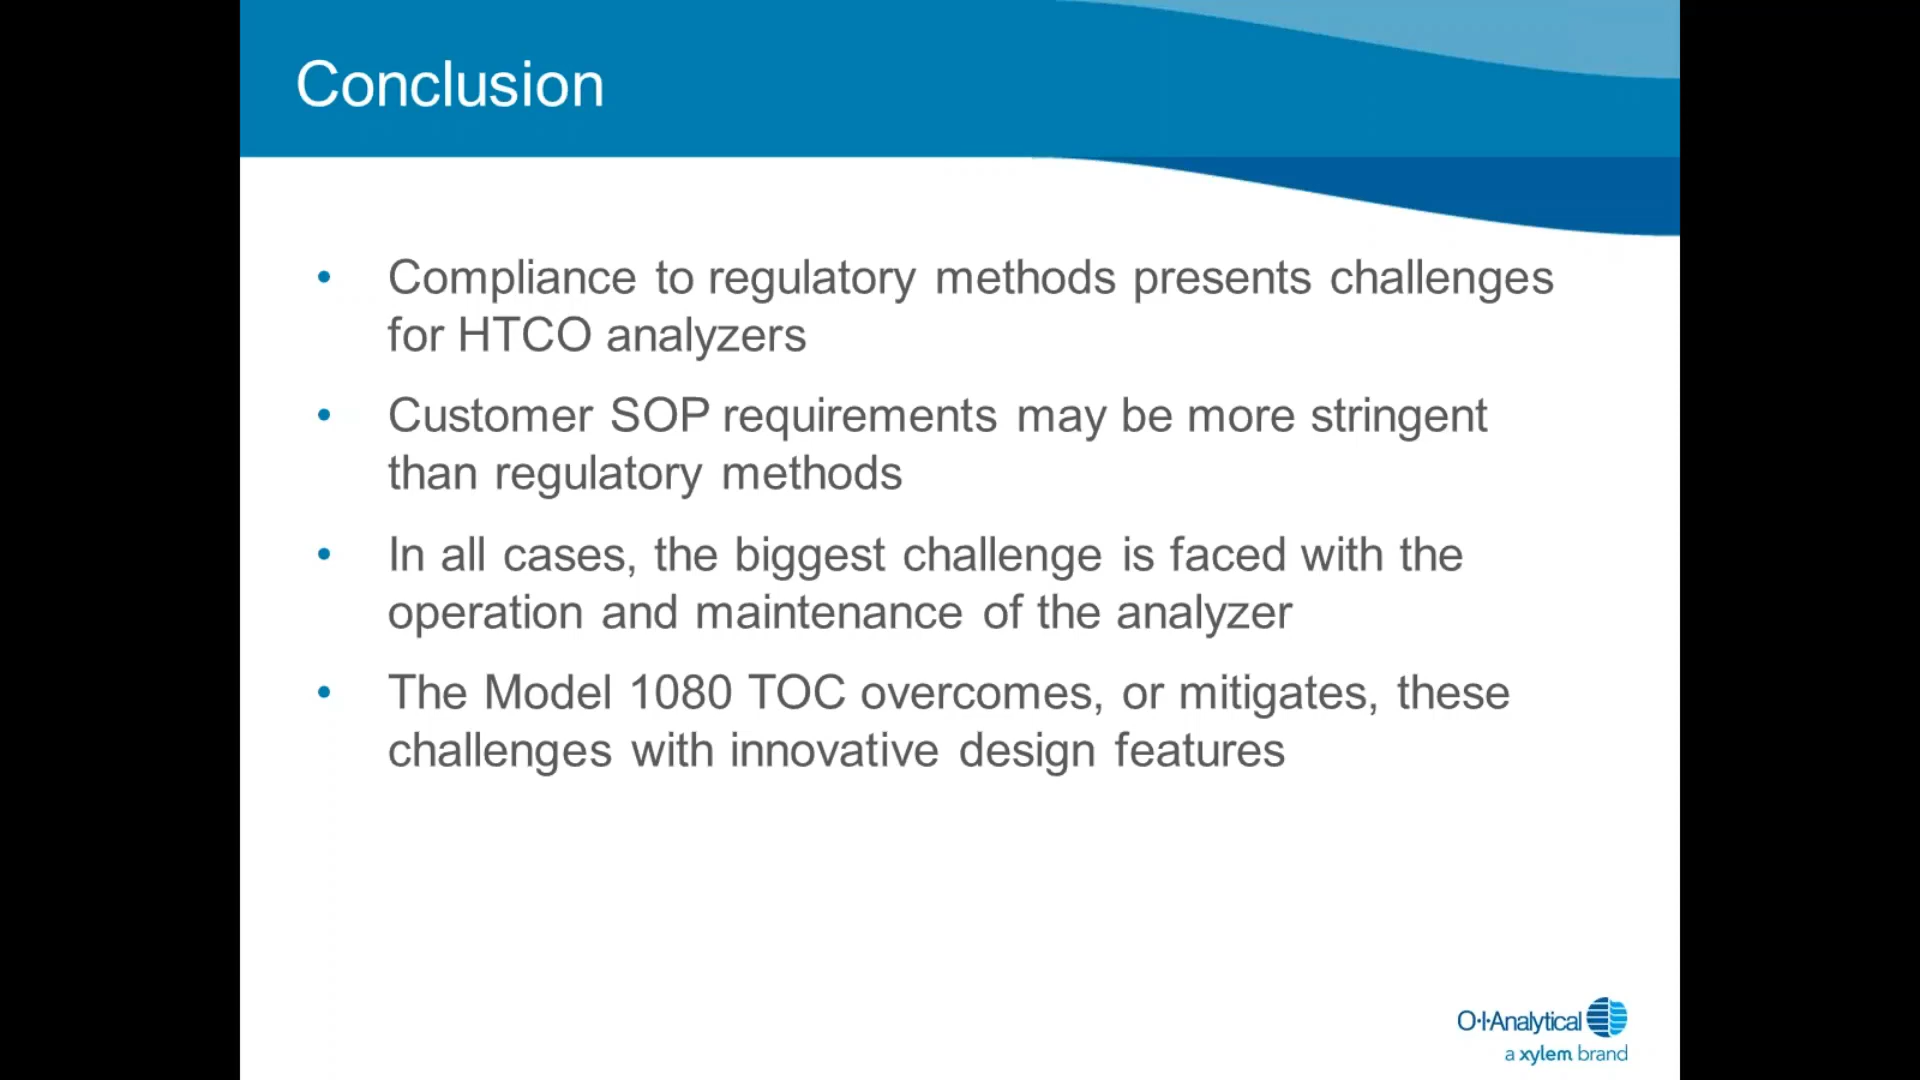 Conclusion
• Compliance to regulatory methods presents challenges
for HTCO analyzers
• Customer SOP requirements may be more stringent
than regulatory methods
• In all cases, the biggest challenge is faced with the
operation and maintenance of the analyzer
• The Model 1080 TOC overcomes, or mitigates, these
challenges with innovative design features
O·I·Analytical
a xylem brand